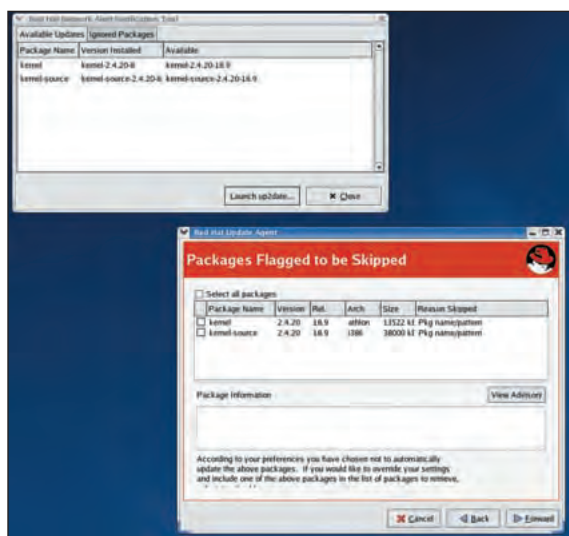 Red Hat Network Alert Notification Tool
Available Updates Ignored Packages
Package Name Version Installed Available
kernel kernel-2.4.20-8 kernel-2.4.20-18.9
kernel-source kernel-source-2.4.20-8 kernel-source-2.4.20-18.9
Launch up2date... Close
Red Hat Update Agent
Packages Flagged to be Skipped
Select all packages
Package Name Version Rel. Arch Size Reason Skipped
kernel 2.4.20 18.9 athlon 13522 kB Pkg name/pattern
kernel-source 2.4.20 18.9 i386 38000 kB Pkg name/pattern
Package Information View Advisory
According to your preferences you have chosen not to automatically
update the above packages. If you would like to override your settings
and include one of the above packages in the list of packages to retrieve,
Cancel Back Forward